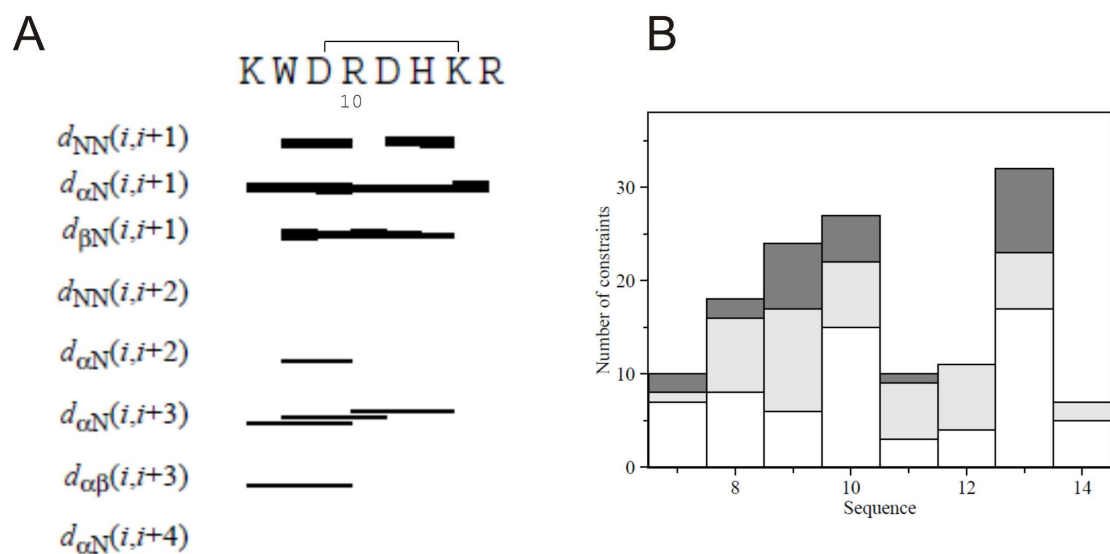 A
B
KWDRDHKR
10
dNN(i,i+1)
dαN(i,i+1)
dβN(i,i+1)
dNN(i,i+2)
dαN(i,i+2)
dαN(i,i+3)
dαβ(i,i+3)
dαN(i,i+4)
Number of constraints
30
20
10
0
8 10 12 14
Sequence